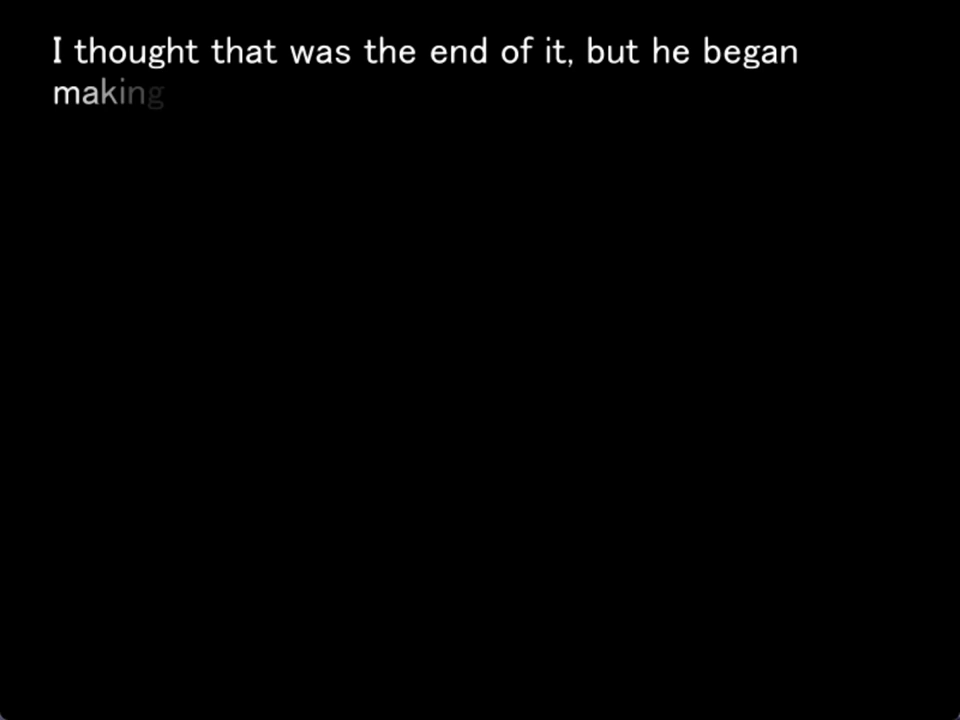 I thought that was the end of it, but he began
making